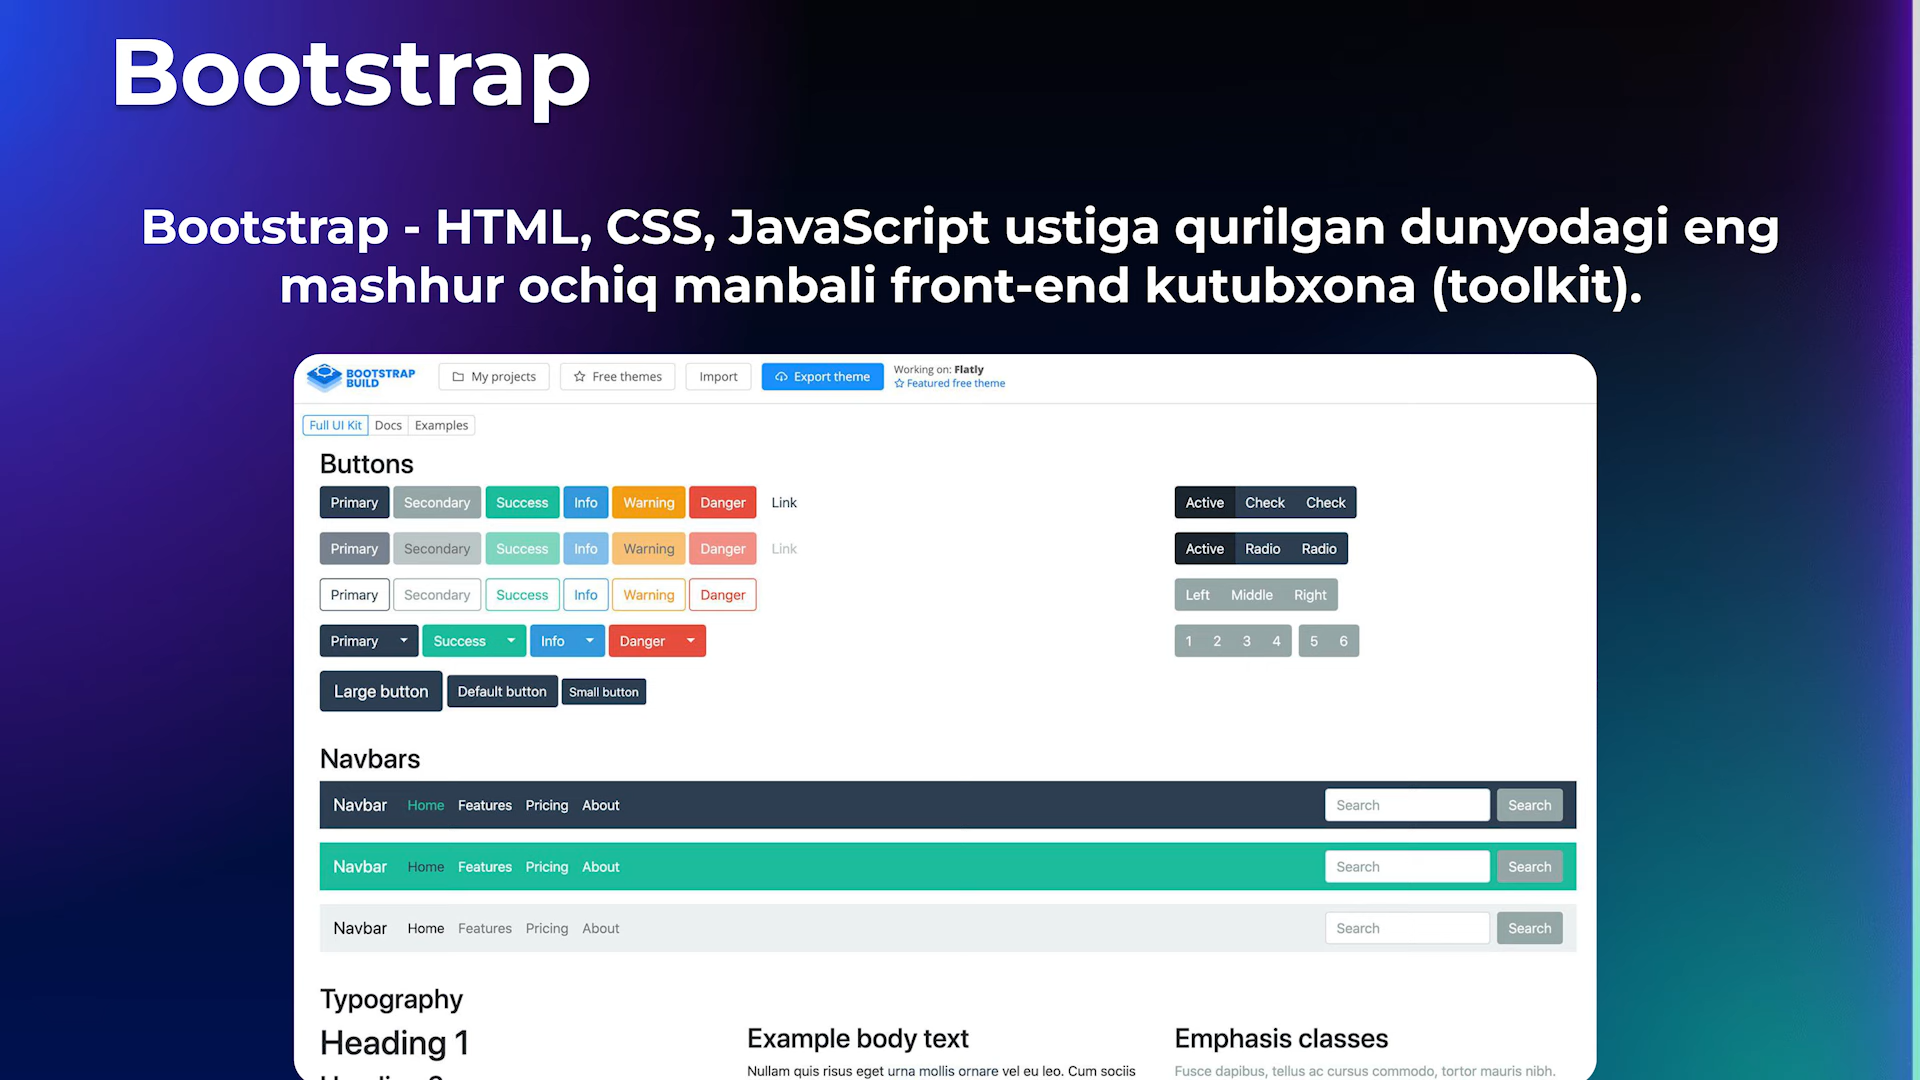 Bootstrap
Bootstrap - HTML, CSS, JavaScript ustiga qurilgan dunyodagi eng
mashhur ochiq manbali front-end kutubxona (toolkit).
BOOTSTRAP
BUILD
My projects
Free themes
Import
Export theme
Working on: Flatly
Featured free theme
Full UI Kit Docs Examples
Buttons
Primary Secondary Success Info Warning Danger Link
Active Check Check
Primary Secondary Success Info Warning Danger Link
Active Radio Radio
Primary Secondary Success Info Warning Danger
Left Middle Right
Primary Success Info Danger
1 2 3 4 5 6
Large button Default button Small button
Navbars
Navbar Home Features Pricing About Search Search
Navbar Home Features Pricing About Search Search
Navbar Home Features Pricing About Search Search
Typography
Heading 1
Example body text
Nullam quis risus eget urna mollis ornare vel eu leo. Cum sociis
Emphasis classes
Fusce dapibus, tellus ac cursus commodo, tortor mauris nibh.